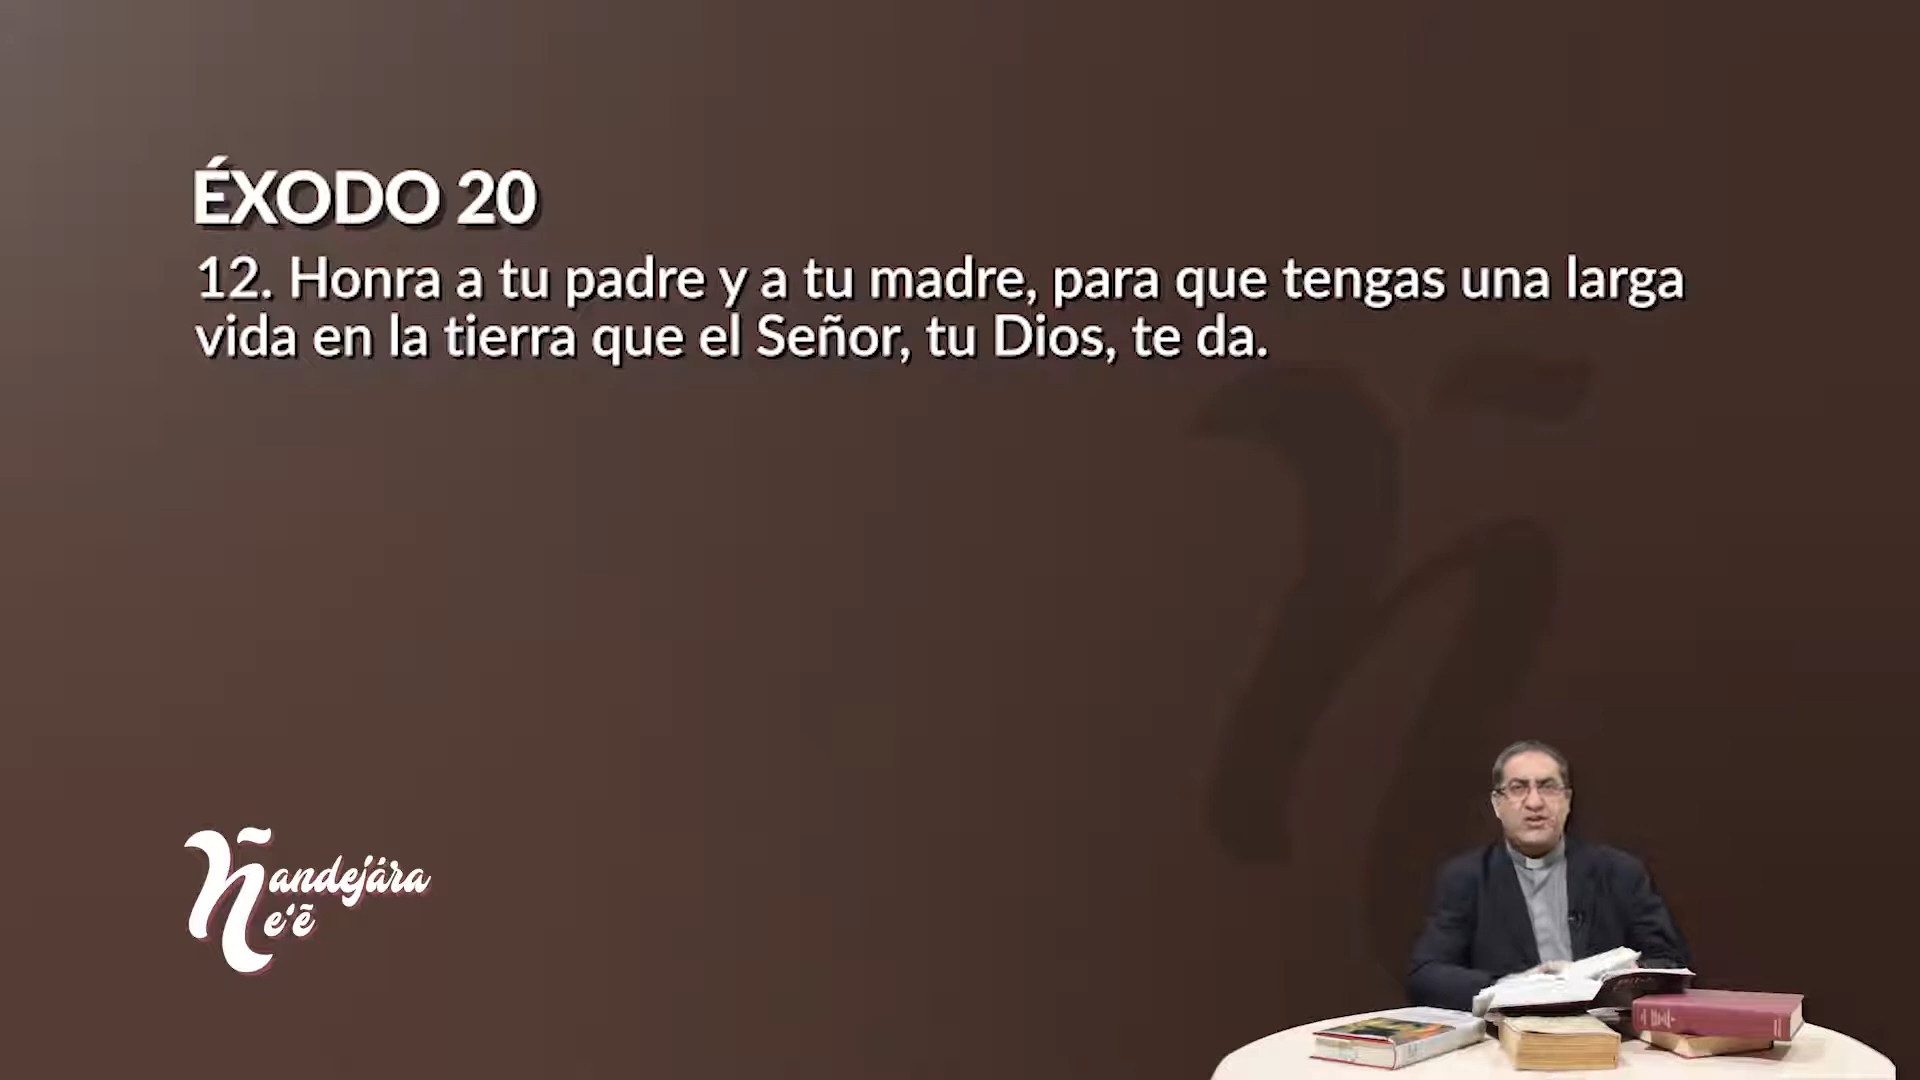 ÉXODO 20
12. Honra a tu padre y a tu madre, para que tengas una larga
vida en la tierra que el Señor, tu Dios, te da.
Ñandejára
Ñe'ẽ